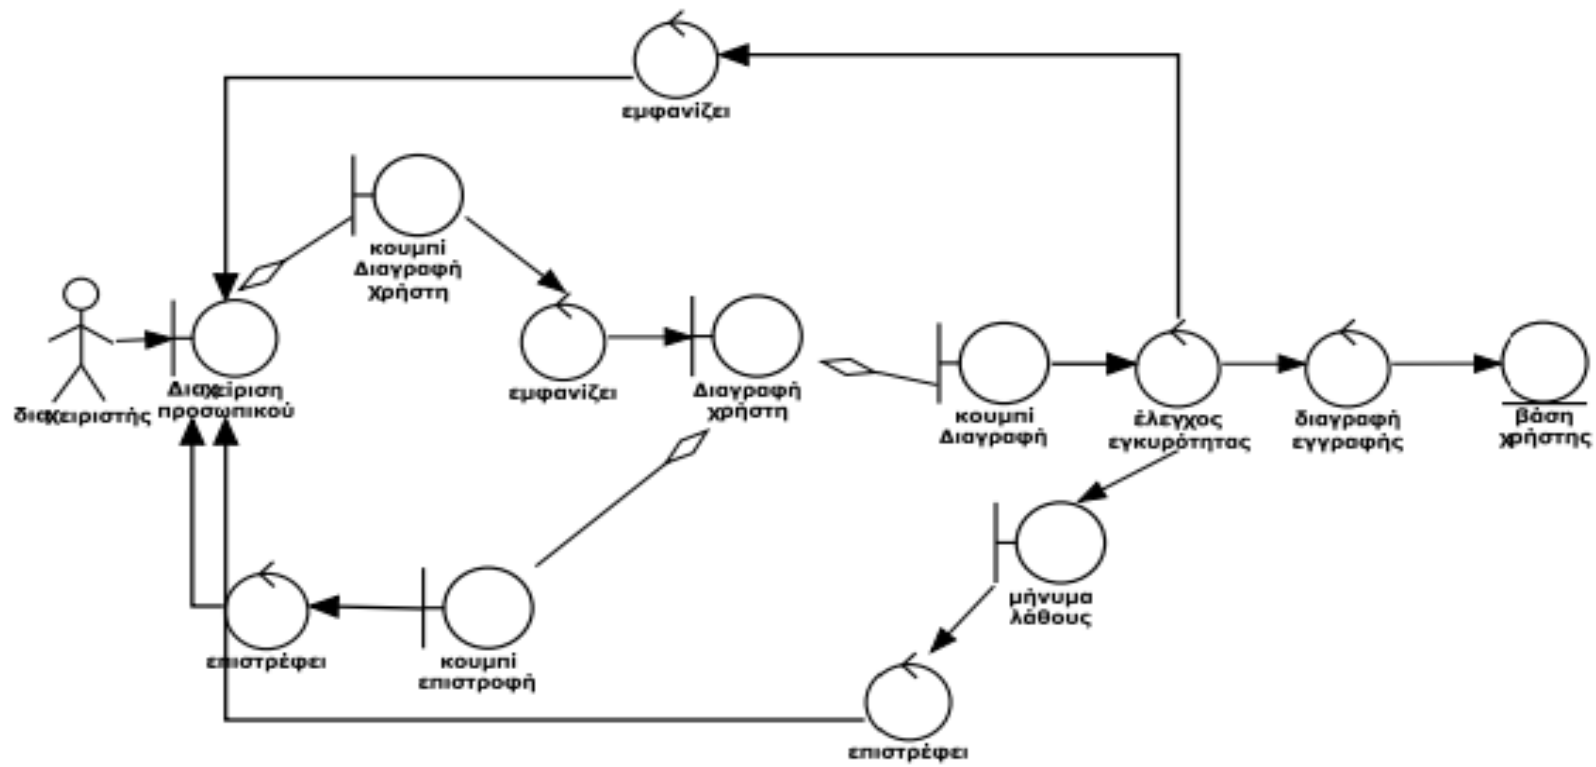 εμφανίζει
κουμπί
Διαγραφή
χρήστη
διαχειριστής
Διαχείριση
προσωπικού
εμφανίζει
Διαγραφή
χρήστη
κουμπί
Διαγραφή
έλεγχος
εγκυρότητας
διαγραφή
εγγραφής
βάση
χρήστης
μήνυμα
λάθους
επιστρέφει
κουμπί
επιστροφή
επιστρέφει